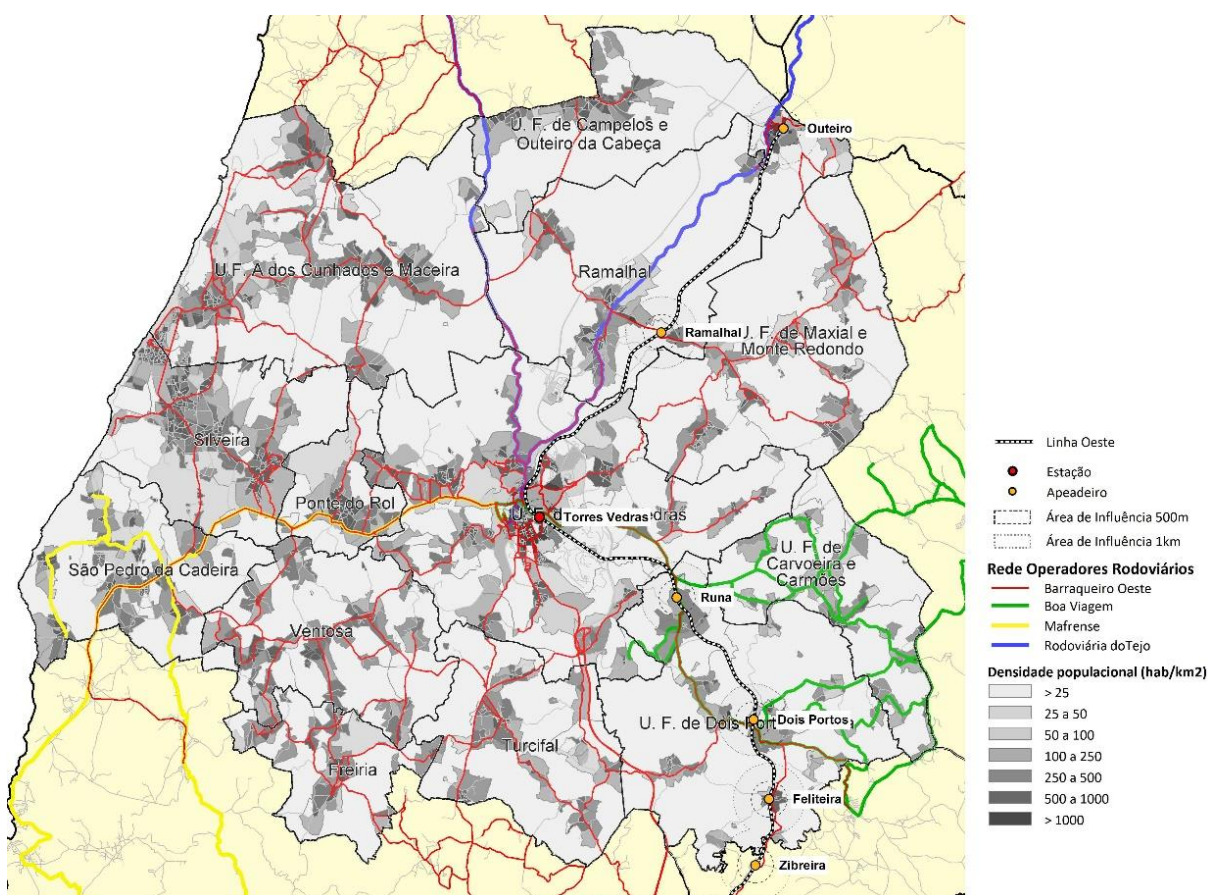 U. F. de Campelos e
Outeiro da Cabeça
Outeiro
U.F. A dos Cunhados e Maceira
Ramalhal
Ramalhal
U. F. de Maxial e
Monte Redondo
Silveira
Ponte do Rol
U. F. d
Torres Vedras
dras
São Pedro da Cadeira
U. F. de
Carvoeira e
Carmões
Runa
Ventosa
U. F. de Dois Port
Dois Portos
Turcifal
Freiria
Feliteira
Zibreira
Linha Oeste
Estação
Apeadeiro
Área de Influência 500m
Área de Influência 1km
Rede Operadores Rodoviários
Barraqueiro Oeste
Boa Viagem
Mafrense
Rodoviária doTejo
Densidade populacional (hab/km2)
> 25
25 a 50
50 a 100
100 a 250
250 a 500
500 a 1000
> 1000